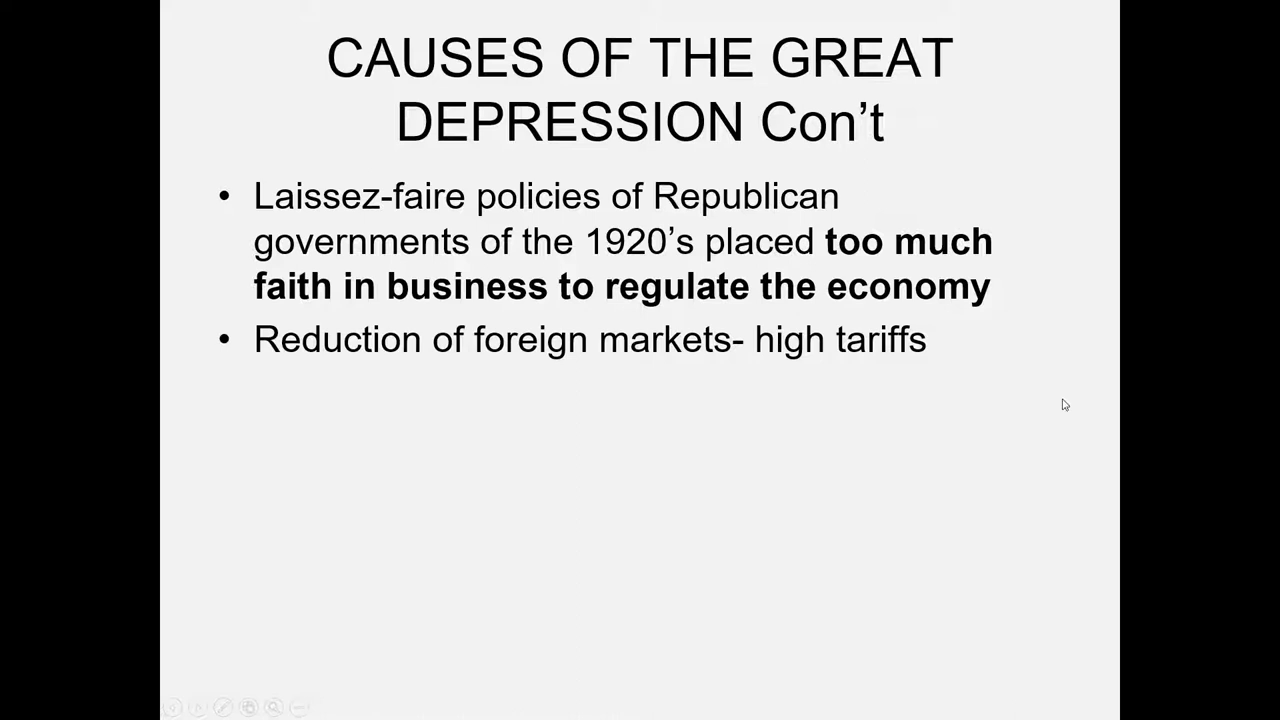 CAUSES OF THE GREAT
DEPRESSION Con’t
• Laissez-faire policies of Republican
governments of the 1920’s placed too much
faith in business to regulate the economy
• Reduction of foreign markets- high tariffs